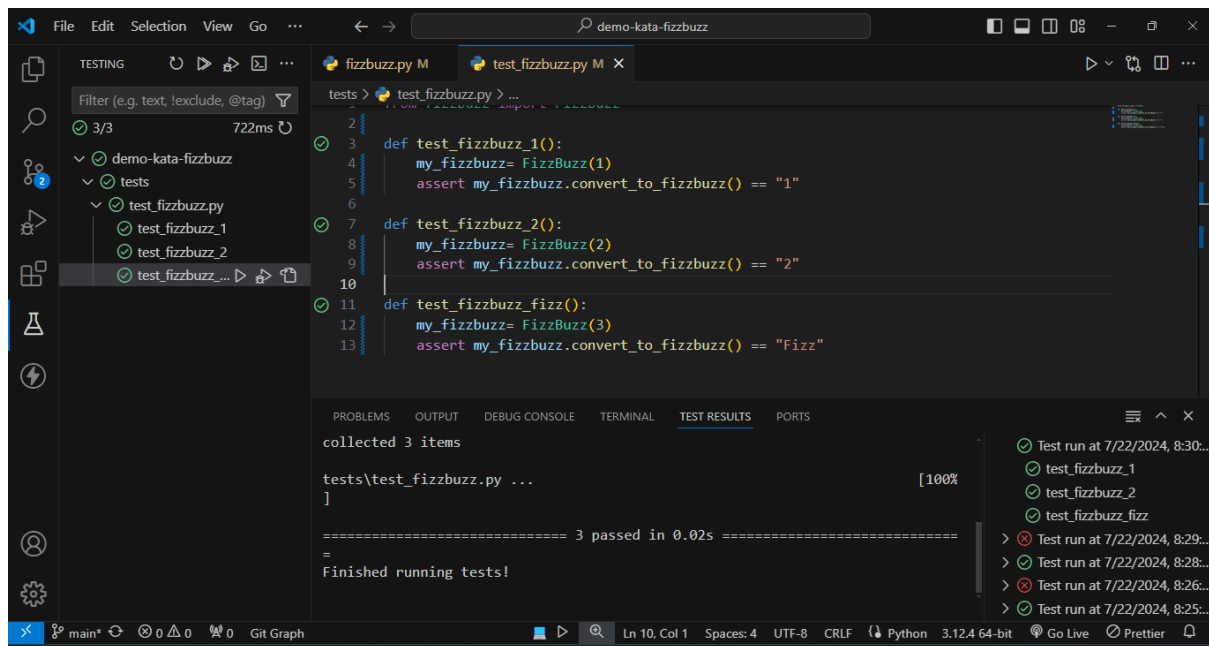 File Edit Selection View Go ...
demo-kata-fizzbuzz
TESTING
Filter (e.g. text, !exclude, @tag)
3/3 722ms
demo-kata-fizzbuzz
tests
test_fizzbuzz.py
test_fizzbuzz_1
test_fizzbuzz_2
test_fizzbuzz_...
2
fizzbuzz.py M
test_fizzbuzz.py M
tests > test_fizzbuzz.py > ...
1 from fizzbuzz import FizzBuzz
2
3 def test_fizzbuzz_1():
4 my_fizzbuzz= FizzBuzz(1)
5 assert my_fizzbuzz.convert_to_fizzbuzz() == "1"
6
7 def test_fizzbuzz_2():
8 my_fizzbuzz= FizzBuzz(2)
9 assert my_fizzbuzz.convert_to_fizzbuzz() == "2"
10
11 def test_fizzbuzz_fizz():
12 my_fizzbuzz= FizzBuzz(3)
13 assert my_fizzbuzz.convert_to_fizzbuzz() == "Fizz"
PROBLEMS OUTPUT DEBUG CONSOLE TERMINAL TEST RESULTS PORTS
collected 3 items
tests\test_fizzbuzz.py ... [100%
]
============================== 3 passed in 0.02s =============================
=
Finished running tests!
Test run at 7/22/2024, 8:30:...
test_fizzbuzz_1
test_fizzbuzz_2
test_fizzbuzz_fizz
Test run at 7/22/2024, 8:29:...
Test run at 7/22/2024, 8:28:...
Test run at 7/22/2024, 8:26:...
Test run at 7/22/2024, 8:25:...
main* 0 0 0 Git Graph Ln 10, Col 1 Spaces: 4 UTF-8 CRLF Python 3.12.4 64-bit Go Live Prettier